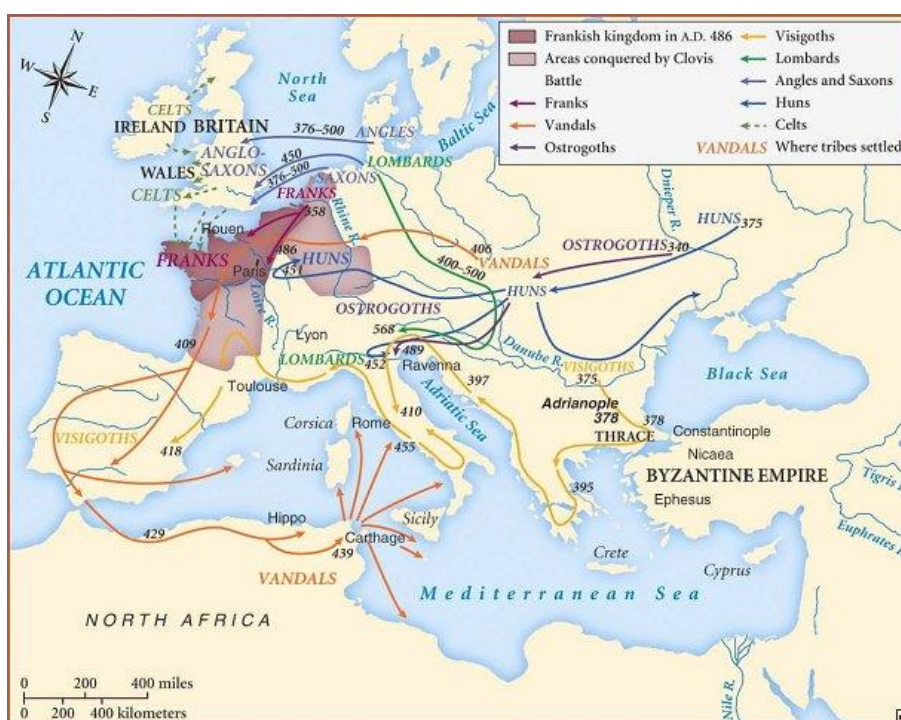 Frankish kingdom in A.D. 486
Areas conquered by Clovis
Battle
Franks
Vandals
Ostrogoths
Visigoths
Lombards
Angles and Saxons
Huns
Celts
VANDALS Where tribes settled
N
W
E
S
North
Sea
Baltic Sea
CELTS
IRELAND
BRITAIN
376–500
ANGLES
ANGLO-
SAXONS
450
LOMBARDS
WALES
376–500
SAXONS
CELTS
FRANKS
358
Rhine R.
Dnieper R.
HUNS
375
Rouen
406
VANDALS
OSTROGOTHS
340
486
FRANKS
Paris
451
HUNS
400–500
ATLANTIC
OCEAN
Loire R.
OSTROGOTHS
HUNS
409
Lyon
568
Danube R.
LOMBARDS
452
489
Ravenna
VISIGOTHS
375
Black Sea
Toulouse
397
Adriatic Sea
Adrianople
378
378
VISIGOTHS
410
Corsica
Rome
THRACE
Constantinople
418
455
Nicaea
Sardinia
BYZANTINE EMPIRE
395
Ephesus
Tigris
Euphrates
Hippo
Sicily
429
Carthage
439
Crete
Cyprus
VANDALS
Mediterranean Sea
NORTH AFRICA
Nile R.
0 200 400 miles
0 200 400 kilometers